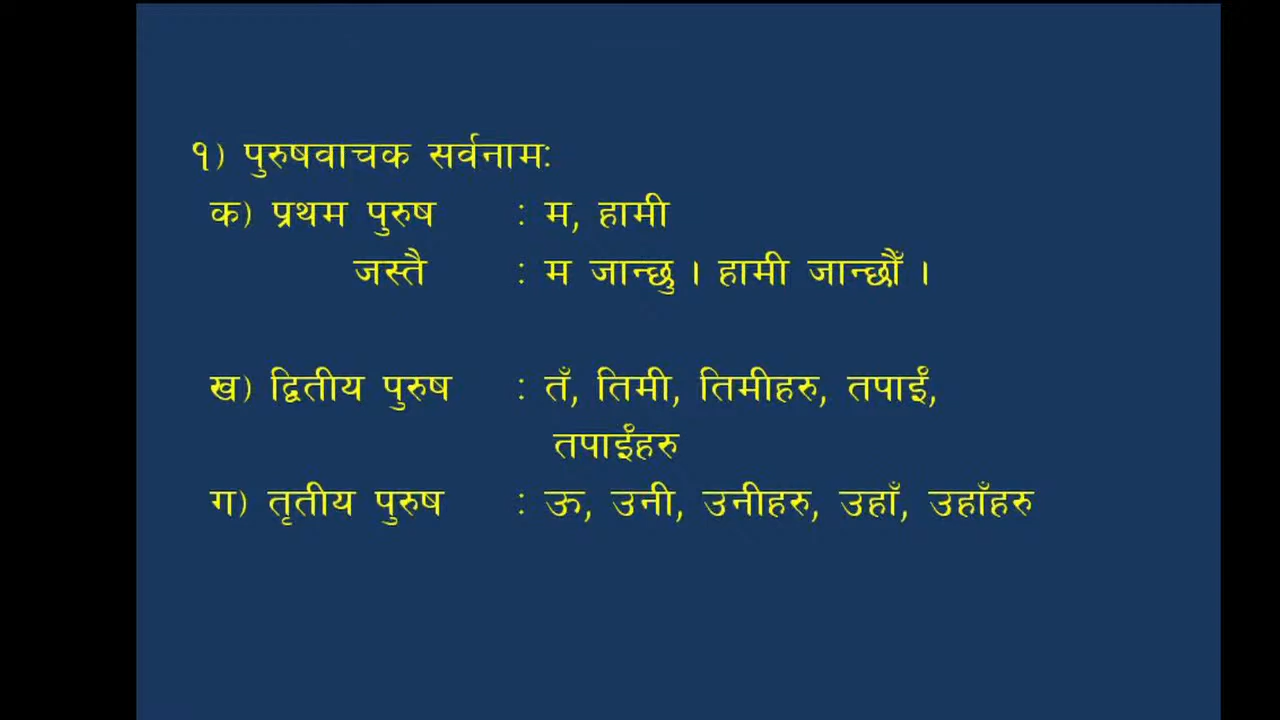 १) पुरुषवाचक सर्वनामः
क) प्रथम पुरुष : म, हामी
जस्तै : म जान्छु । हामी जान्छौँ ।
ख) द्वितीय पुरुष : तँ, तिमी, तिमीहरु, तपाईँ,
तपाईँहरु
ग) तृतीय पुरुष : ऊ, उनी, उनीहरु, उहाँ, उहाँहरु